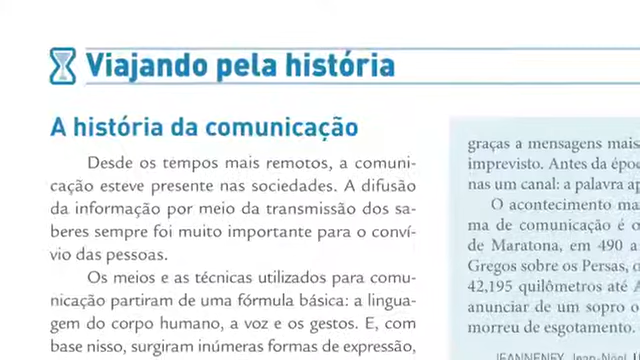 Viajando pela história
A história da comunicação
Desde os tempos mais remotos, a comuni-
cação esteve presente nas sociedades. A difusão
da informação por meio da transmissão dos sa-
beres sempre foi muito importante para o conví-
vio das pessoas.
Os meios e as técnicas utilizados para comu-
nicação partiram de uma fórmula básica: a lingua-
gem do corpo humano, a voz e os gestos. E, com
base nisso, surgiram inúmeras formas de expressão,
graças a mensagens mais
imprevisto. Antes da époc
nas um canal: a palavra ap
O acontecimento ma
ma de comunicação é o
de Maratona, em 490 a
Gregos sobre os Persas, o
42,195 quilômetros até A
anunciar de um sopro o
morreu de esgotamento.
JEANNENEY, Jean-Noël.